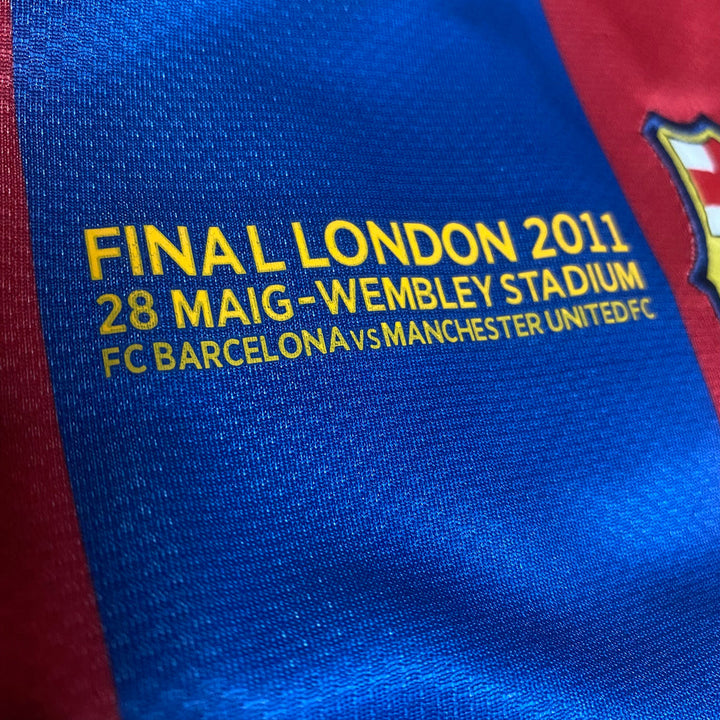 FINAL LONDON 2011
28 MAIG-WEMBLEY STADIUM
FC BARCELONA VS MANCHESTER UNITED FC